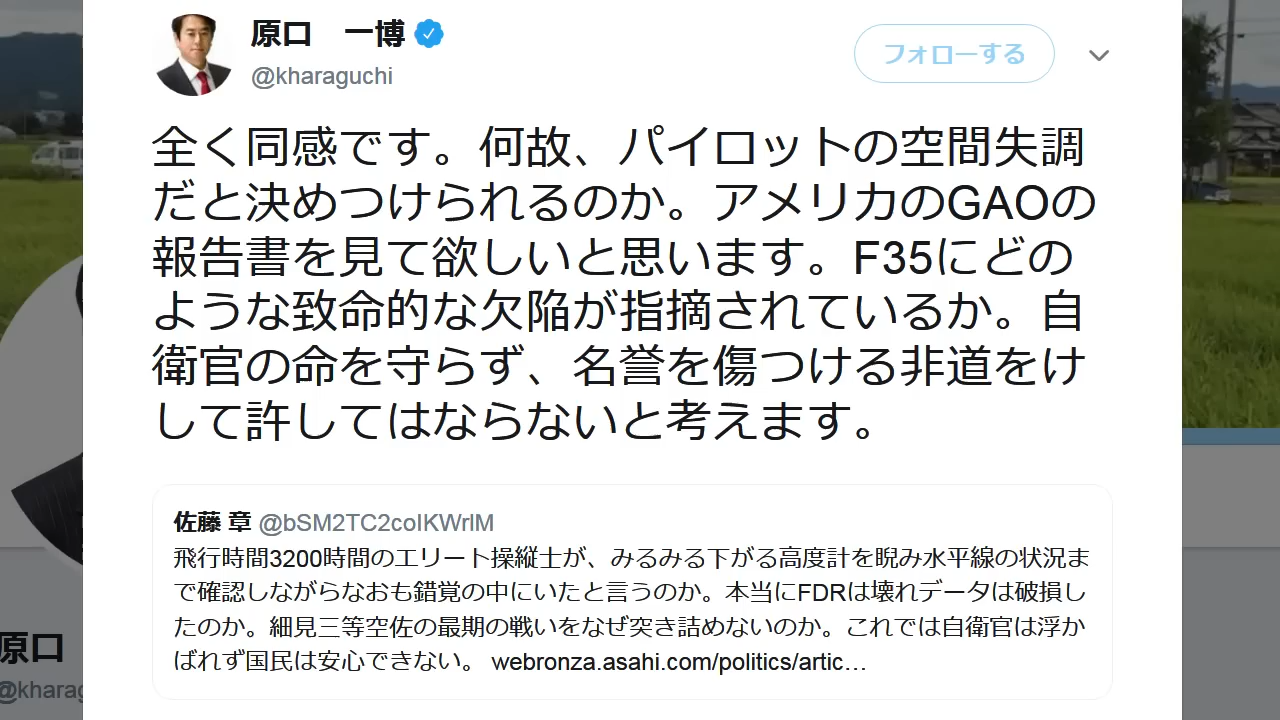 原口　一博
@kharaguchi
フォローする
全く同感です。何故、パイロットの空間失調
だと決めつけられるのか。アメリカのGAOの
報告書を見て欲しいと思います。F35にどの
ような致命的な欠陥が指摘されているか。自
衛官の命を守らず、名誉を傷つける非道をけ
して許してはならないと考えます。
佐藤 章 @bSM2TC2coIKWrlM
飛行時間3200時間のエリート操縦士が、みるみる下がる高度計を睨み水平線の状況ま
で確認しながらなおも錯覚の中にいたと言うのか。本当にFDRは壊れデータは破損し
たのか。細見三等空佐の最期の戦いをなぜ突き詰めないのか。これでは自衛官は浮か
ばれず国民は安心できない。 webronza.asahi.com/politics/artic…
原口
@kharag